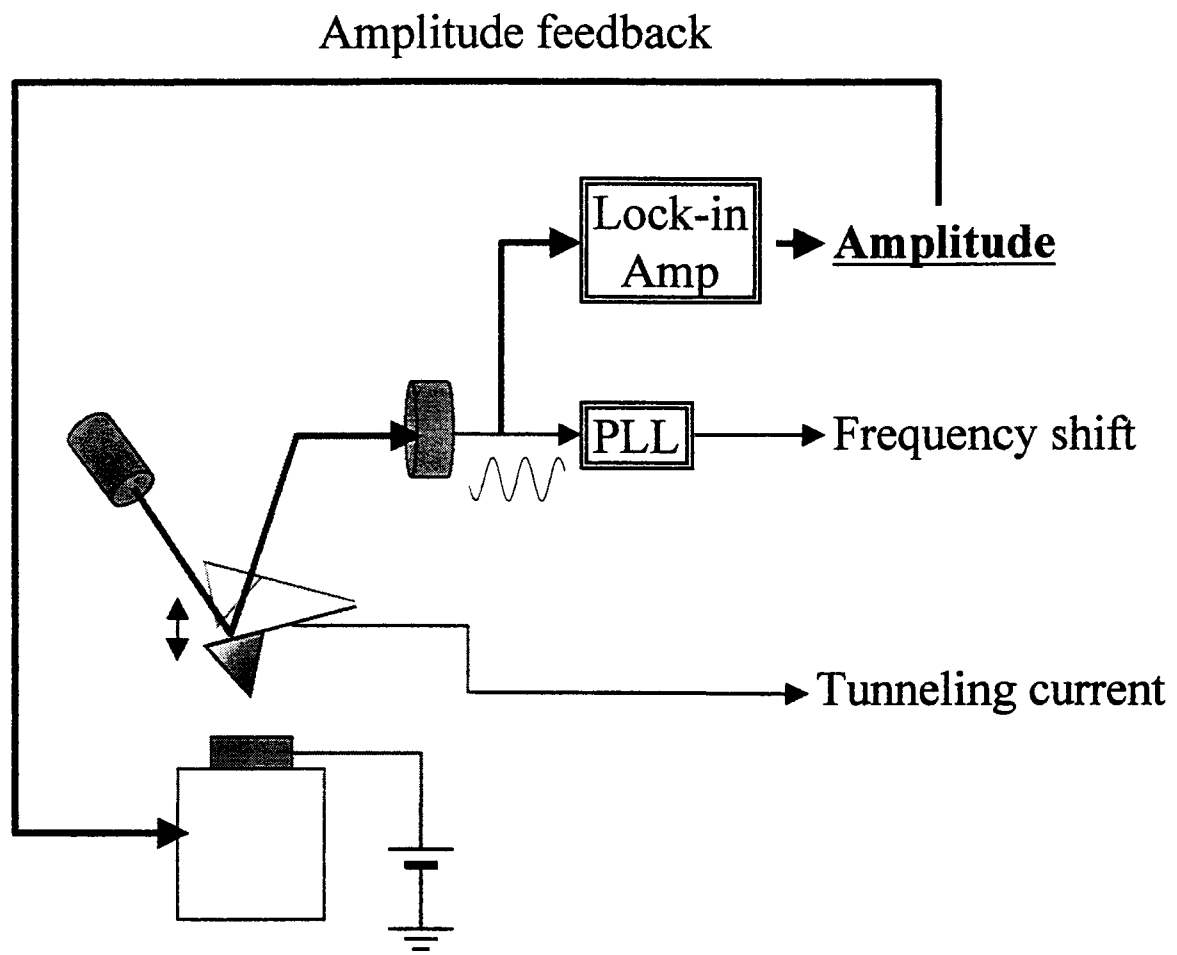 Amplitude feedback
Lock-in
Amp
Amplitude
PLL
Frequency shift
Tunneling current